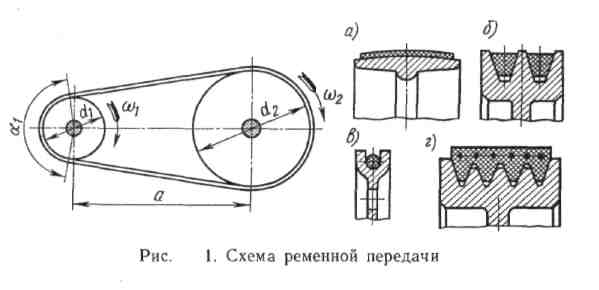 α1
d1
ω1
d2
ω2
a
а)
б)
в)
г)
Рис. 1. Схема ременной передачи